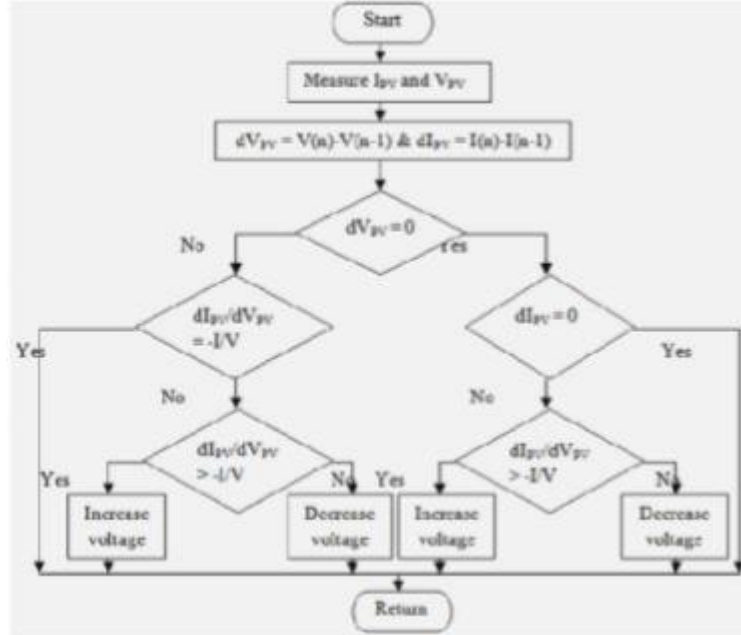 Start
Measure IPV and VPV
dVPV = V(n)-V(n-1) & dIPV = I(n)-I(n-1)
dVPV = 0
No
Yes
dIPV/dVPV
= -I/V
dIPV = 0
Yes
Yes
No
No
dIPV/dVPV
> -I/V
dIPV/dVPV
> -I/V
Yes
No
Yes
No
Increase
voltage
Decrease
voltage
Increase
voltage
Decrease
voltage
Return